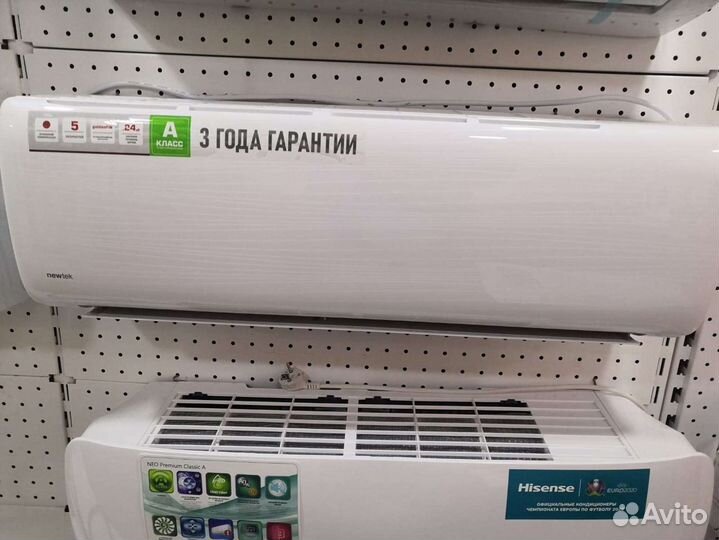 5
goldenFin
24
А
КЛАСС
3 ГОДА ГАРАНТИИ
newtek
NEO Premium Classic A
Hisense
EURO2020
ОФИЦИАЛЬНЫЕ КОНДИЦИОНЕРЫ
ЧЕМПИОНАТА ЕВРОПЫ ПО ФУТБОЛУ
Avito